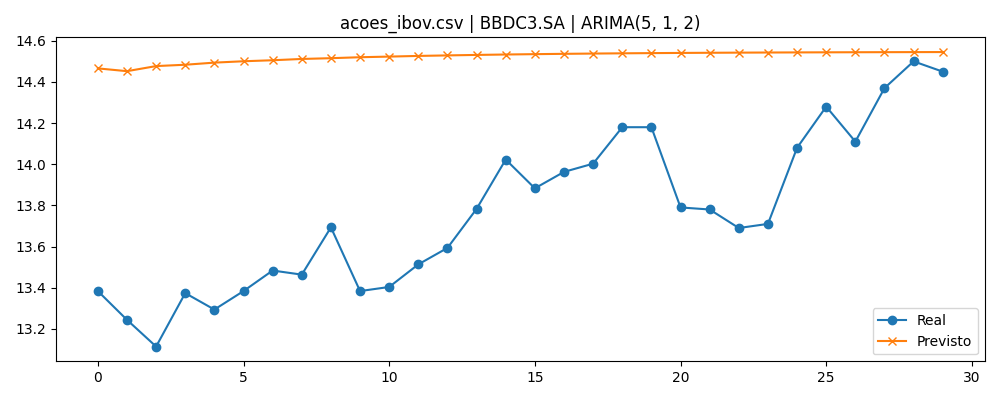 acoes_ibov.csv | BBDC3.SA | ARIMA(5, 1, 2)
14.6
14.4
14.2
14.0
13.8
13.6
13.4
13.2
Real
Previsto
0 5 10 15 20 25 30